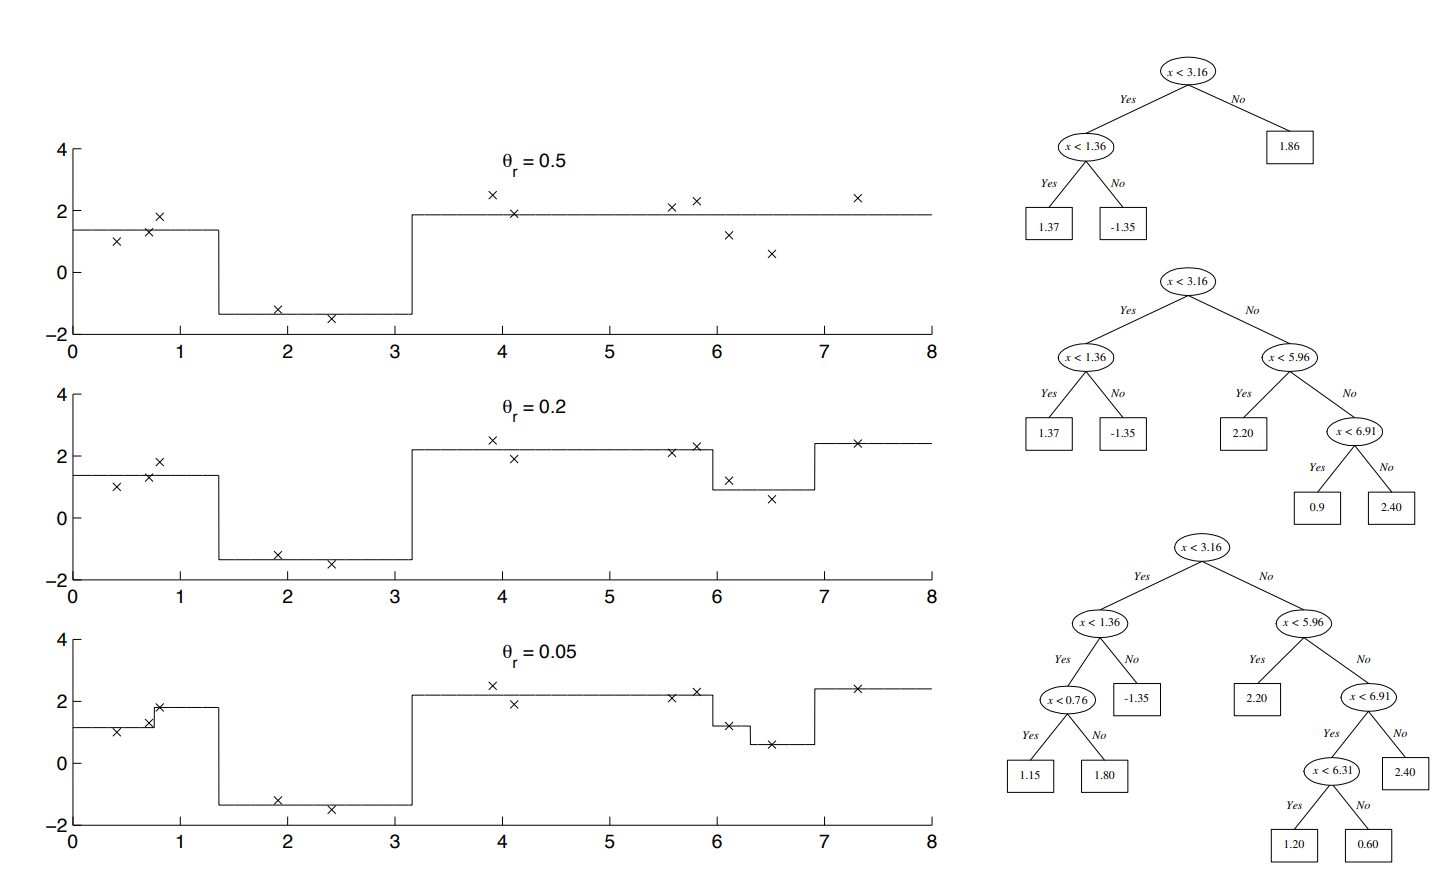 θr = 0.5
4
2
0
−2
0 1 2 3 4 5 6 7 8
θr = 0.2
4
2
0
−2
0 1 2 3 4 5 6 7 8
θr = 0.05
4
2
0
−2
0 1 2 3 4 5 6 7 8
x < 3.16
Yes No
x < 1.36 1.86
Yes No
1.37 -1.35
x < 3.16
Yes No
x < 1.36 x < 5.96
Yes No Yes No
1.37 -1.35 2.20 x < 6.91
Yes No
0.9 2.40
x < 3.16
Yes No
x < 1.36 x < 5.96
Yes No Yes No
x < 0.76 -1.35 2.20 x < 6.91
Yes No Yes No
1.15 1.80 x < 6.31 2.40
Yes No
1.20 0.60